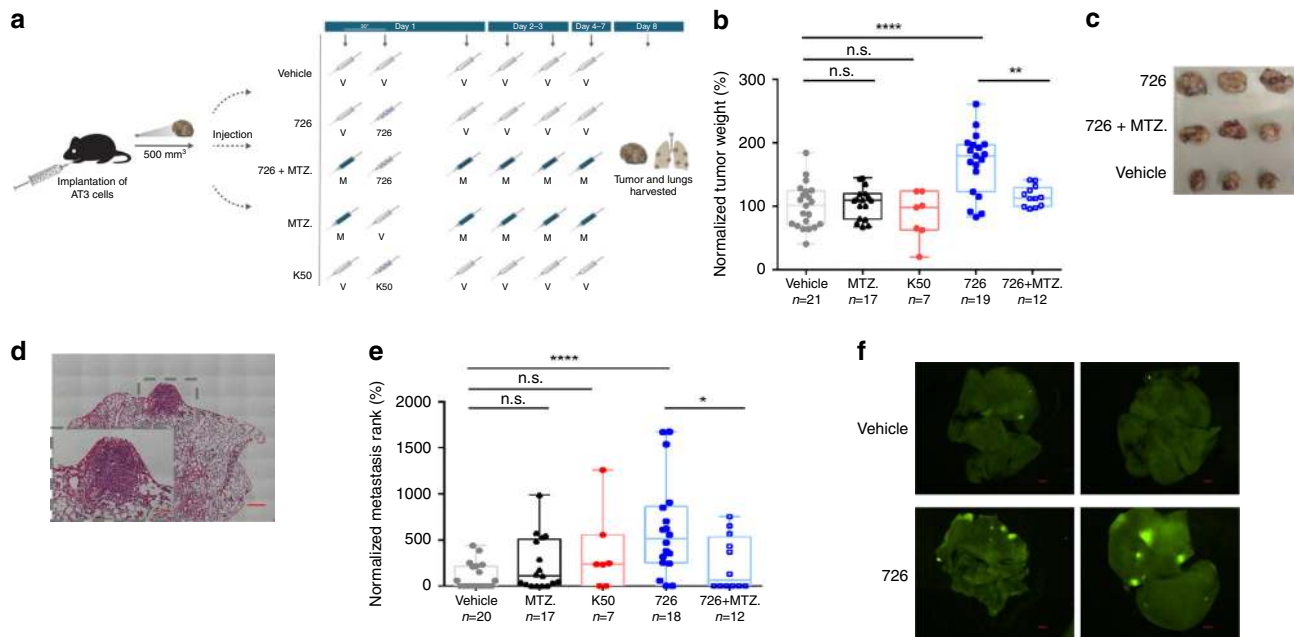 a
30" Day 1 Day 2–3 Day 4–7 Day 8
Vehicle
V V V V V V
726
V 726 V V V V
726 + MTZ.
M 726 M M M M
MTZ.
M V M M M M
K50
V K50 V V V V
500 mm³
Injection
Implantation of
AT3 cells
Tumor and lungs
harvested
b
Normalized tumor weight (%)
300
200
100
0
****
n.s.
n.s.
**
Vehicle MTZ. K50 726 726+MTZ.
n=21 n=17 n=7 n=19 n=12
c
726
726 + MTZ.
Vehicle
d
e
Normalized metastasis rank (%)
2000
1500
1000
500
0
****
n.s.
n.s.
*
Vehicle MTZ. K50 726 726+MTZ.
n=20 n=17 n=7 n=18 n=12
f
Vehicle
726